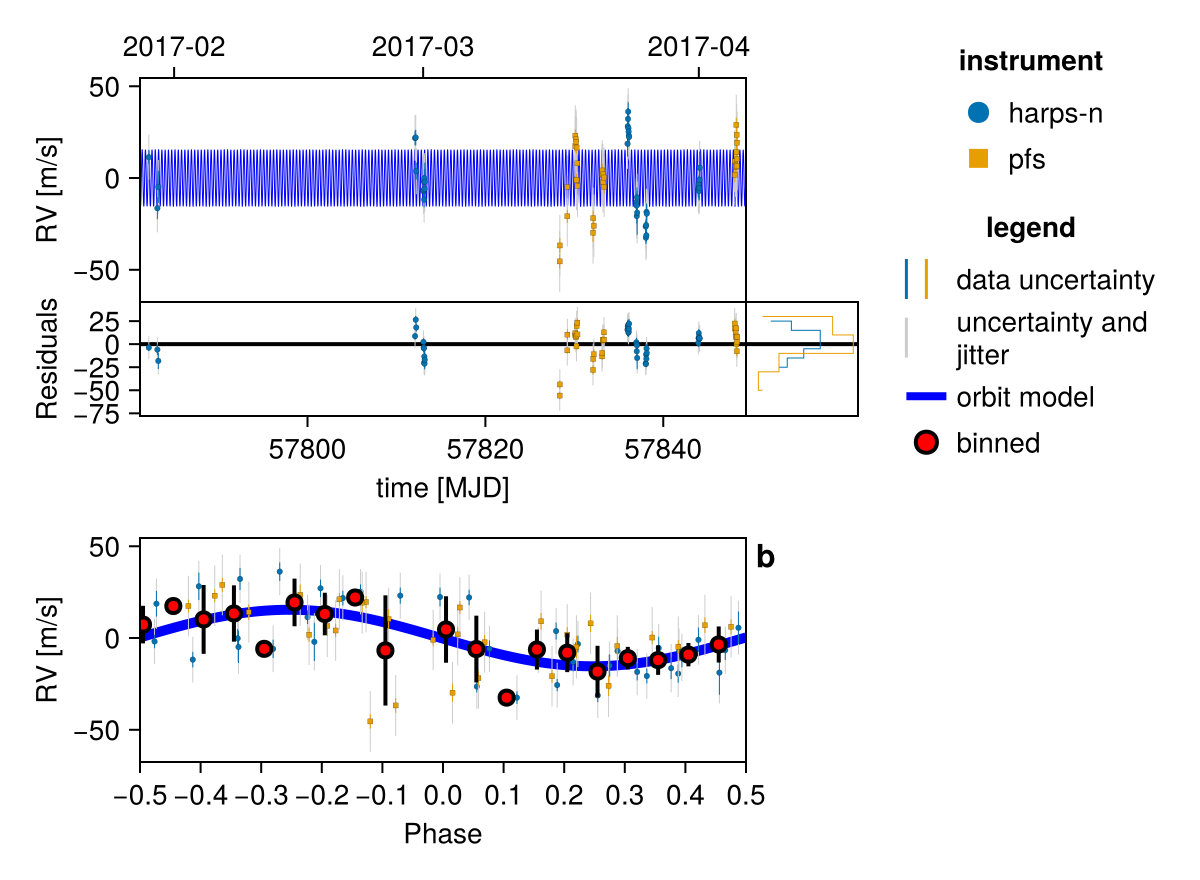 2017-02 2017-03 2017-04
50
0
−50
RV [m/s]
25
0
−25
−50
−75
Residuals
57800 57820 57840
time [MJD]
instrument
harps-n
pfs
legend
data uncertainty
uncertainty and
jitter
orbit model
binned
b
50
0
−50
RV [m/s]
−0.5 −0.4 −0.3 −0.2 −0.1 0.0 0.1 0.2 0.3 0.4 0.5
Phase